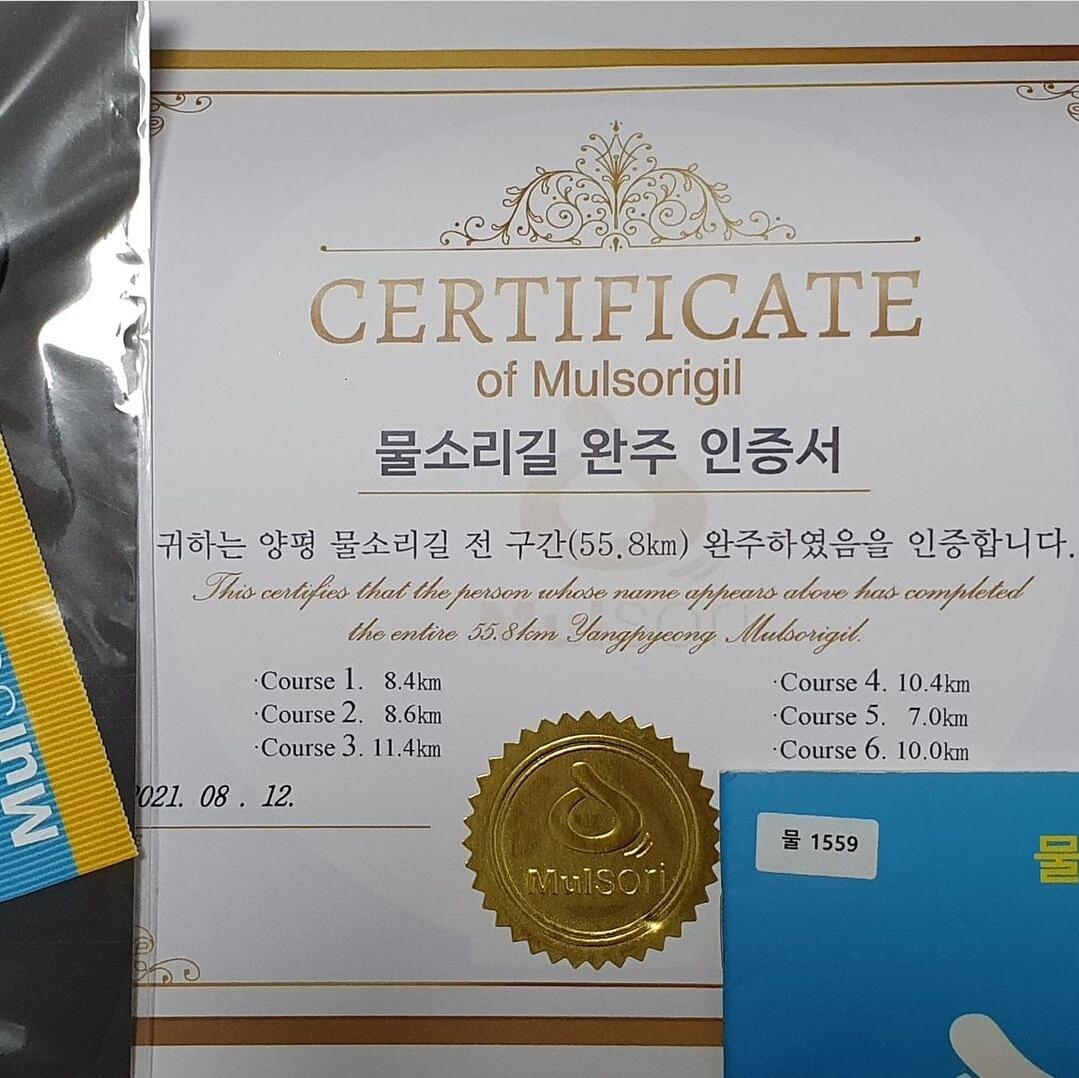 CERTIFICATE
of Mulsorigil
물소리길 완주 인증서
귀하는 양평 물소리길 전 구간(55.8km) 완주하였음을 인증합니다.
This certifies that the person whose name appears above has completed
the entire 55.8km Yangpyeong Mulsorigil.
·Course 1. 8.4km
·Course 2. 8.6km
·Course 3. 11.4km
·Course 4. 10.4km
·Course 5. 7.0km
·Course 6. 10.0km
2021. 08 . 12.
Mulsori
물 1559
물